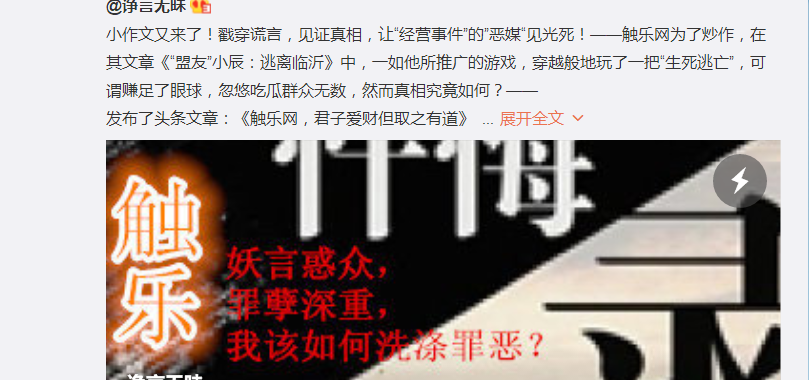 @诤言无昧
小作文又来了！戳穿谎言，见证真相，让“经营事件”的”恶媒“见光死！——触乐网为了炒作，在
其文章《“盟友”小辰：逃离临沂》中，一如他所推广的游戏，穿越般地玩了一把“生死逃亡”，可
谓赚足了眼球，忽悠吃瓜群众无数，然而真相究竟如何？——
发布了头条文章：《触乐网，君子爱财但取之有道》 ... 展开全文
忏悔
录
触乐
妖言惑众，
罪孽深重，
我该如何洗涤罪恶？
诤言无昧